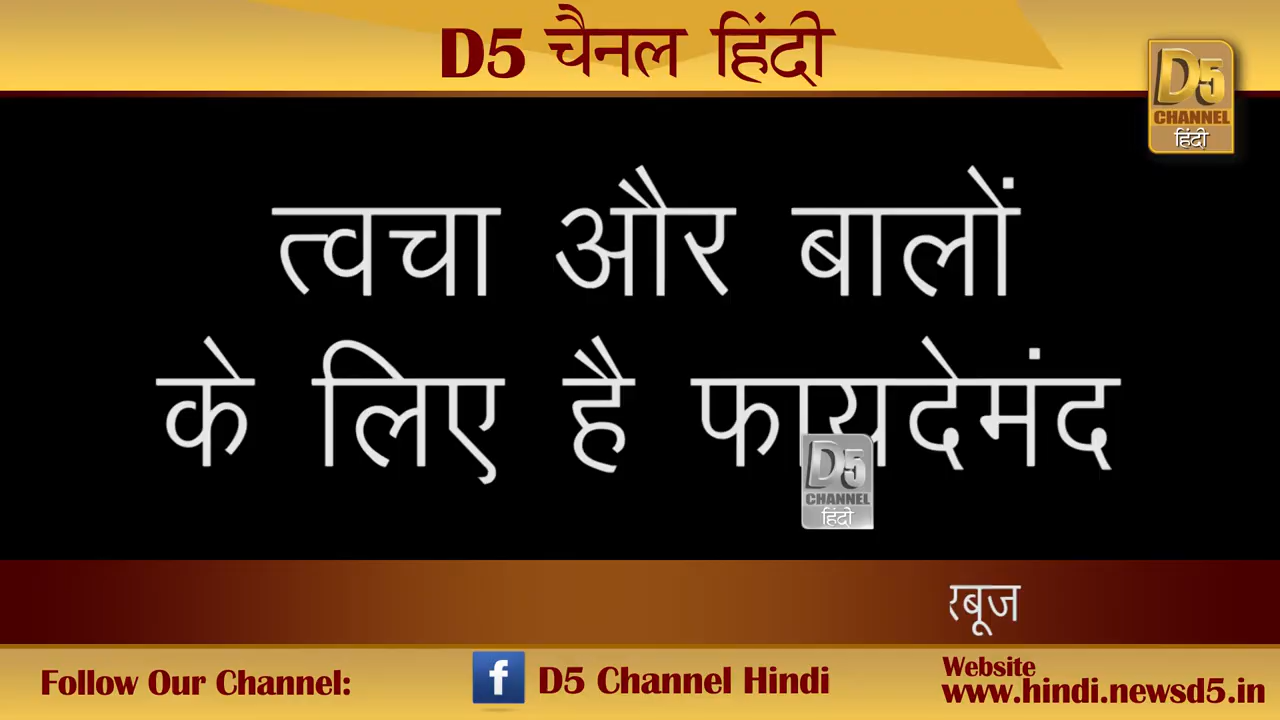 D5 चैनल हिंदी
D5
CHANNEL
हिंदी
त्वचा और बालों
के लिए है फायदेमंद
D5
CHANNEL
हिंदी
रबूज
Follow Our Channel:
f D5 Channel Hindi
Website
www.hindi.newsd5.in